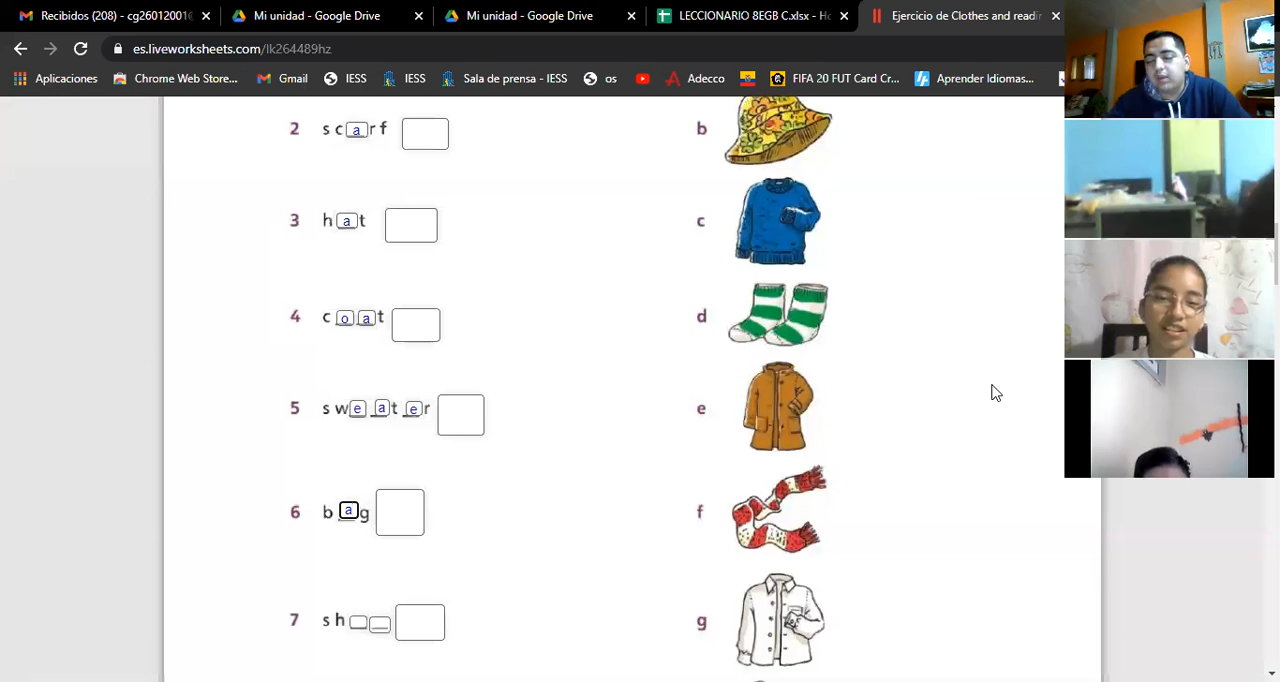 Recibidos (208) - cg26012001@
Mi unidad - Google Drive
Mi unidad - Google Drive
LECCIONARIO 8EGB C.xlsx - Ho
Ejercicio de Clothes and readin
es.liveworksheets.com/lk264489hz
Aplicaciones
Chrome Web Store...
Gmail
IESS
IESS
Sala de prensa - IESS
os
Adecco
FIFA 20 FUT Card Cr...
Aprender Idiomas...
2 s c a r f
b
3 h a t
c
4 c o a t
d
5 s w e a t e r
e
6 b a g
f
7 s h
g